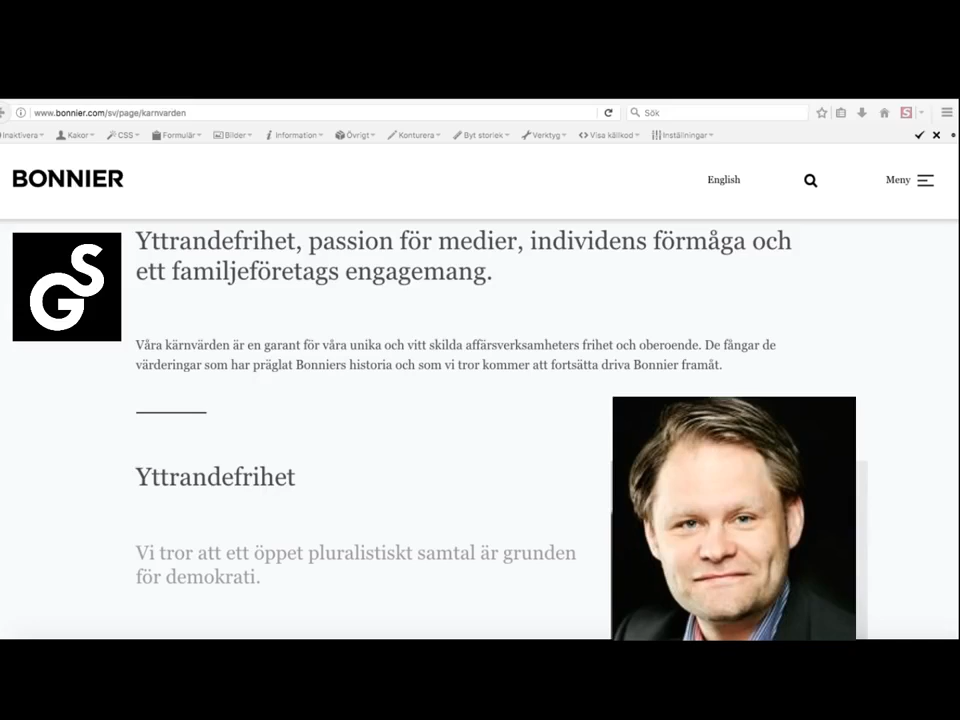 www.bonnier.com/sv/page/karnvarden
Sök
Inaktivera Kakor CSS Formulär Bilder Information Övrigt Konturera Byt storlek Verktyg Visa källkod Inställningar
BONNIER
English
Meny
GS
Yttrandefrihet, passion för medier, individens förmåga och
ett familjeföretags engagemang.
Våra kärnvärden är en garant för våra unika och vitt skilda affärsverksamheters frihet och oberoende. De fångar de
värderingar som har präglat Bonniers historia och som vi tror kommer att fortsätta driva Bonnier framåt.
Yttrandefrihet
Vi tror att ett öppet pluralistiskt samtal är grunden
för demokrati.